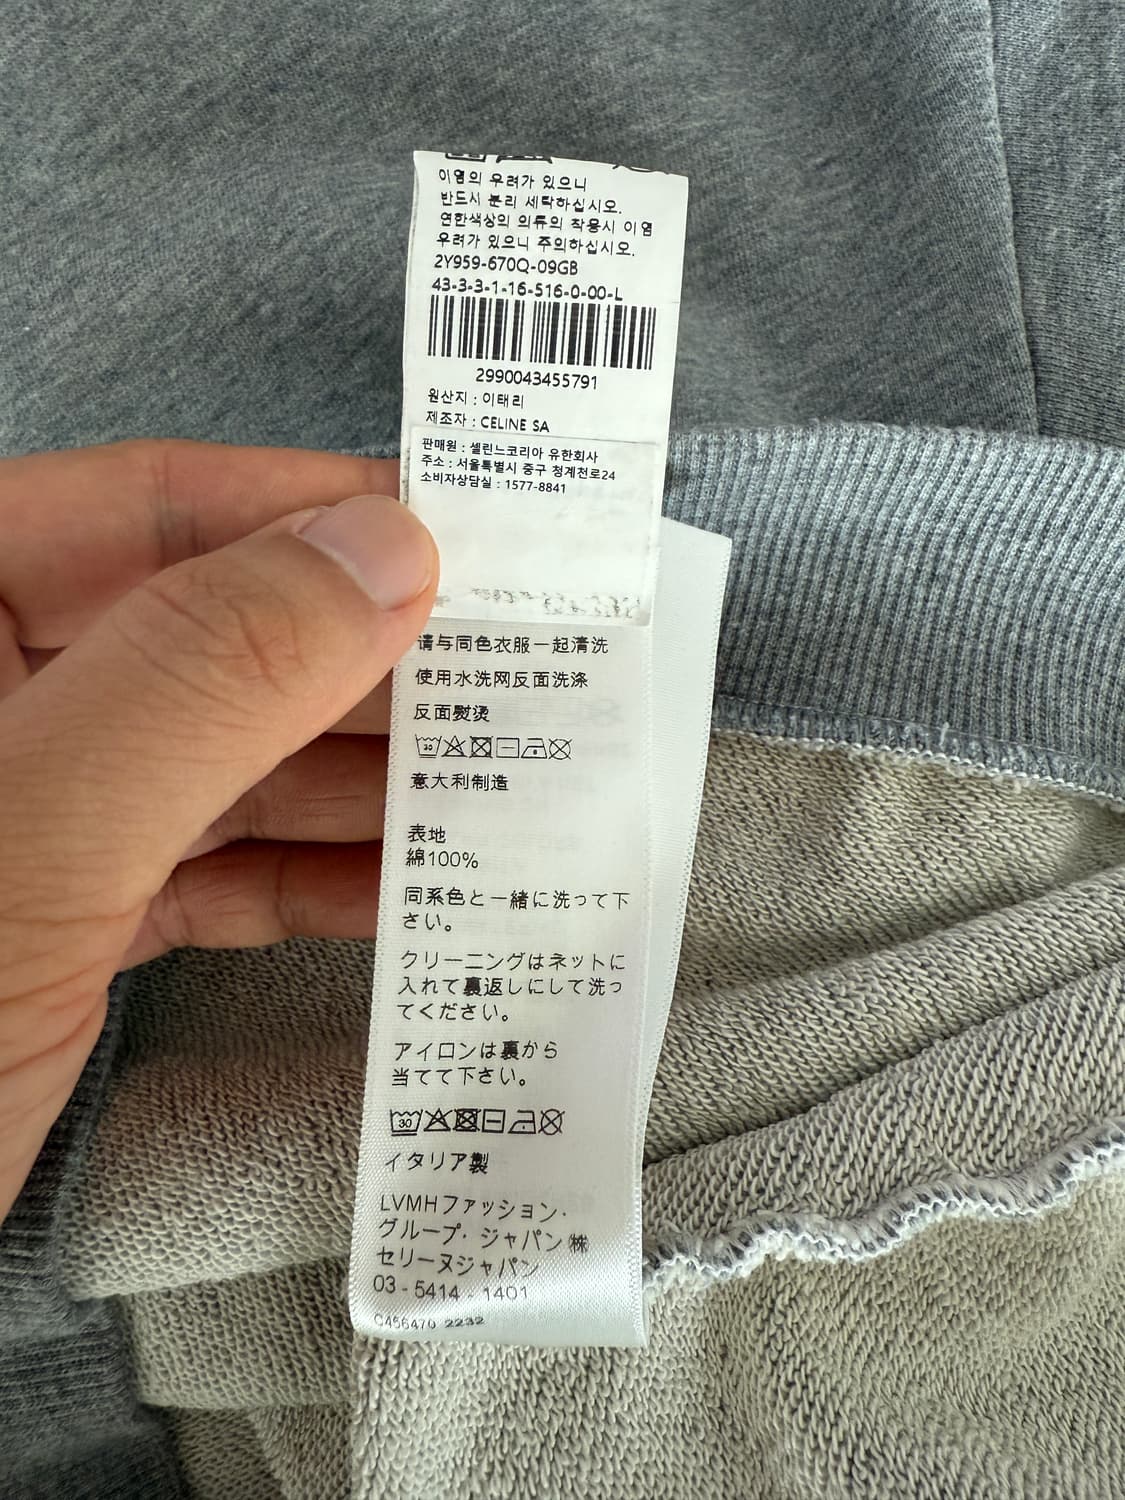 이염의 우려가 있으니
반드시 분리 세탁하십시오.
연한색상의 의류의 착용시 이염
우려가 있으니 주의하십시오.
2Y959-670Q-09GB
43-3-3-1-16-516-0-00-L
2990043455791
원산지 : 이태리
제조자 : CELINE SA
판매원 : 셀린느코리아 유한회사
주소 : 서울특별시 중구 청계천로24
소비자상담실 : 1577-8841
请与同色衣服一起清洗
使用水洗网反面洗涤
反面熨烫
30
意大利制造
表地
綿100%
同系色と一緒に洗って下
さい。
クリーニングはネットに
入れて裏返しにして洗っ
てください。
アイロンは裏から
当てて下さい。
30
イタリア製
LVMHファッション・
グループ・ジャパン㈱
セリーヌジャパン
03-5414-1401
C456470 2232